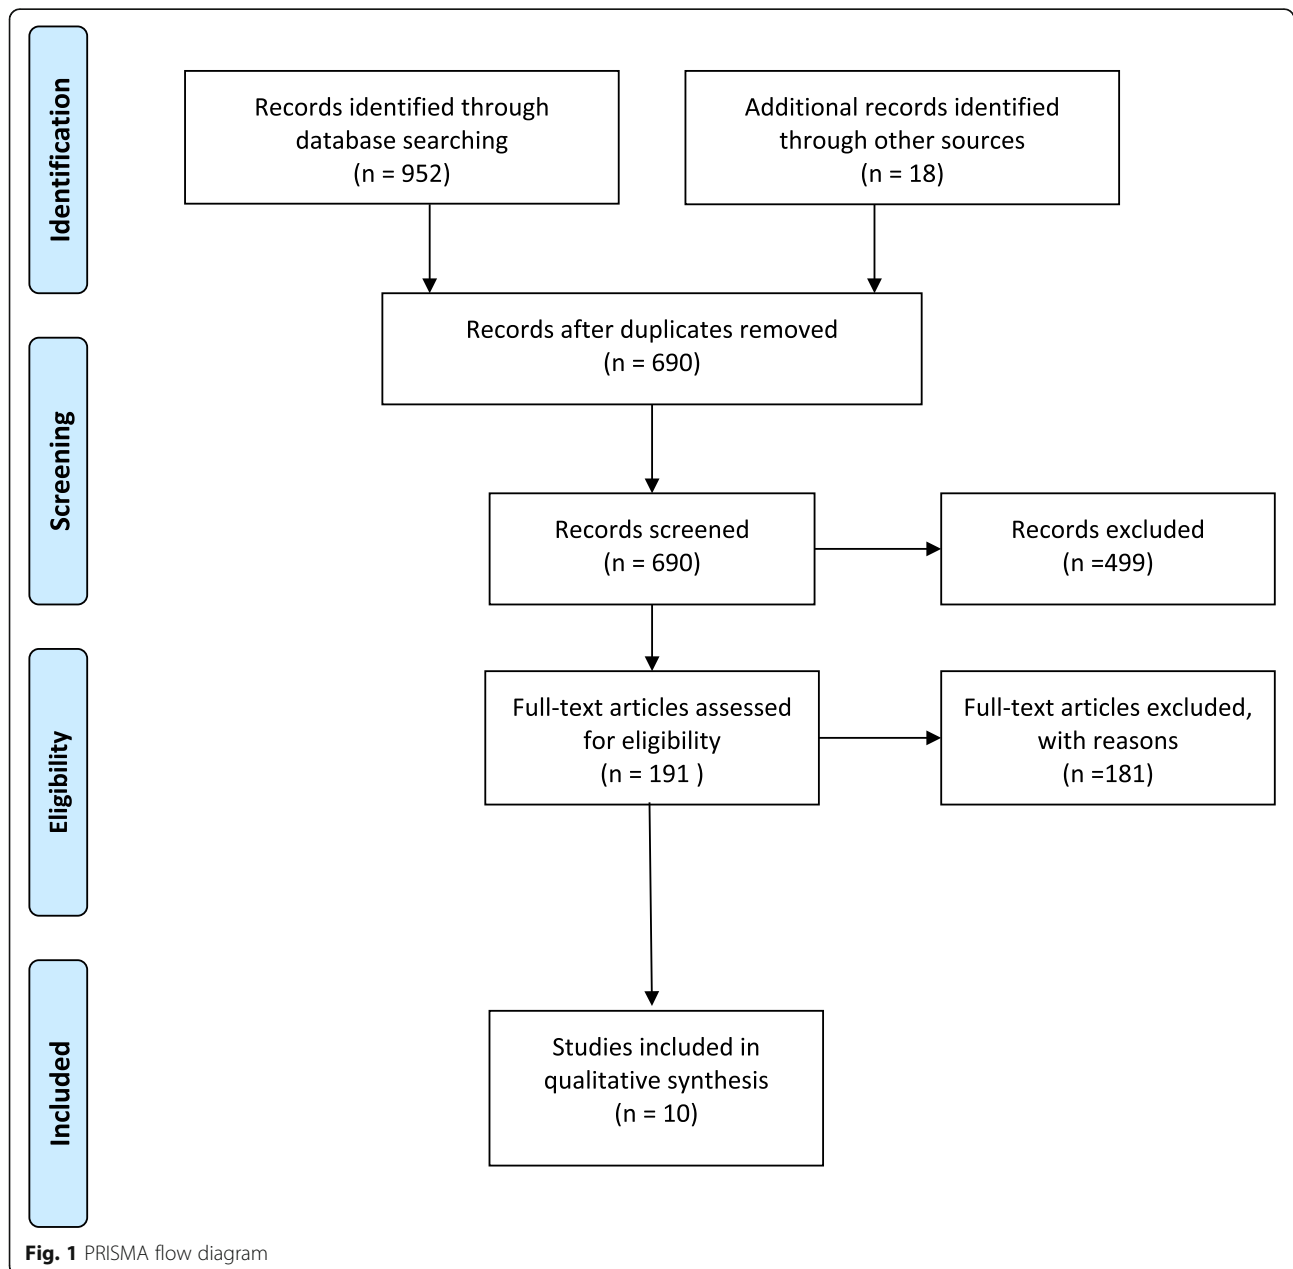 Identification
Records identified through
database searching
(n = 952)
Additional records identified
through other sources
(n = 18)
Records after duplicates removed
(n = 690)
Screening
Records screened
(n = 690)
Records excluded
(n =499)
Eligibility
Full-text articles assessed
for eligibility
(n = 191 )
Full-text articles excluded,
with reasons
(n =181)
Included
Studies included in
qualitative synthesis
(n = 10)
Fig. 1 PRISMA flow diagram